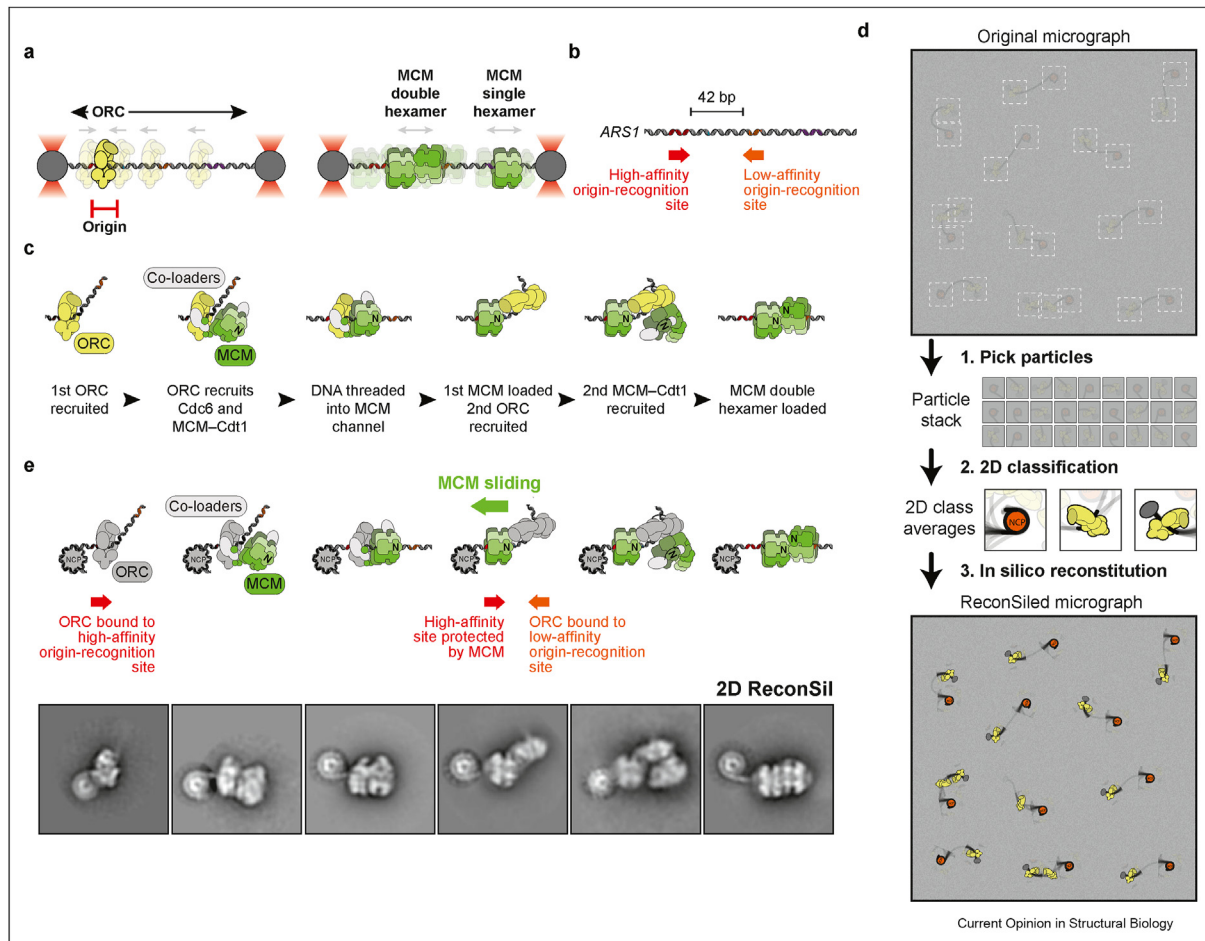 a
ORC
Origin
MCM
double
hexamer
MCM
single
hexamer
b
42 bp
ARS1
High-affinity
origin-recognition
site
Low-affinity
origin-recognition
site
c
Co-loaders
ORC
MCM
N
N
N
N
N
N
N
1st ORC
recruited
ORC recruits
Cdc6 and
MCM–Cdt1
DNA threaded
into MCM
channel
1st MCM loaded
2nd ORC
recruited
2nd MCM–Cdt1
recruited
MCM double
hexamer loaded
d
Original micrograph
1. Pick particles
Particle
stack
2. 2D classification
2D class
averages
NCP
3. In silico reconstitution
ReconSiled micrograph
e
MCM sliding
Co-loaders
NCP
ORC
NCP
MCM
N
NCP
N
NCP
N
NCP
N
N
NCP
N
N
ORC bound to
high-affinity
origin-recognition
site
High-affinity
site protected
by MCM
ORC bound to
low-affinity
origin-recognition
site
2D ReconSil
Current Opinion in Structural Biology